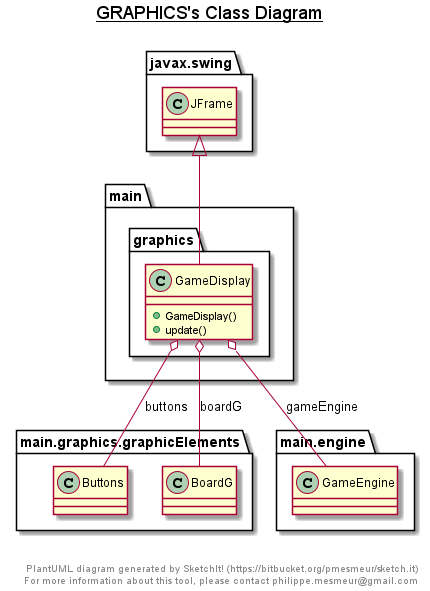 GRAPHICS's Class Diagram
javax.swing
C JFrame
main
graphics
C GameDisplay
GameDisplay()
update()
buttons
boardG
gameEngine
main.graphics.graphicElements
C Buttons
C BoardG
main.engine
C GameEngine
PlantUML diagram generated by SketchIt! (https://bitbucket.org/pmesmeur/sketch.it)
For more information about this tool, please contact philippe.mesmeur@gmail.com